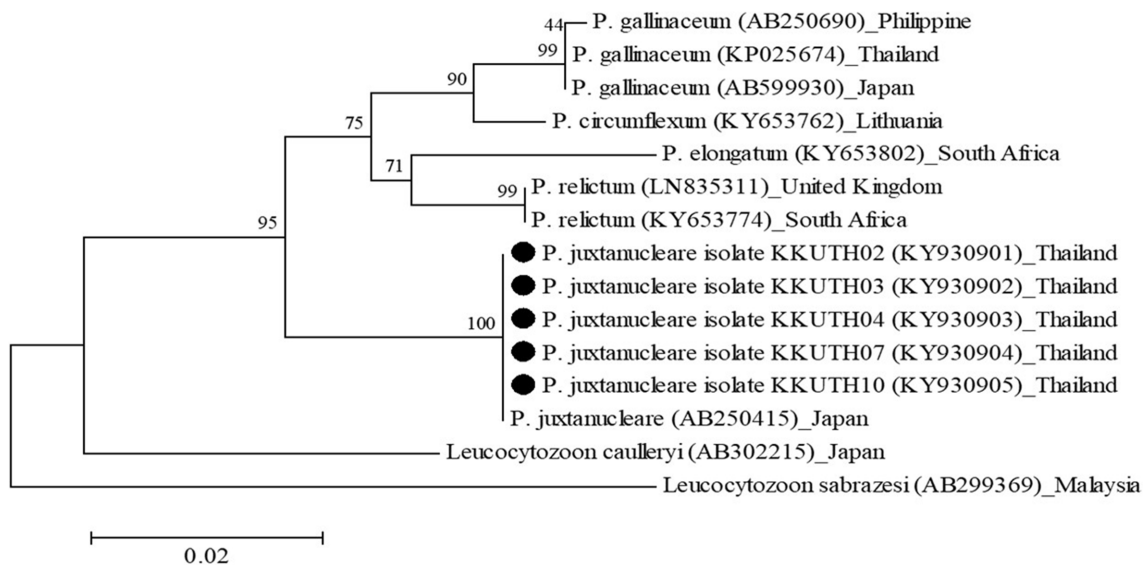 44
P. gallinaceum (AB250690)_Philippine
99
P. gallinaceum (KP025674)_Thailand
90
P. gallinaceum (AB599930)_Japan
75
P. circumflexum (KY653762)_Lithuania
71
P. elongatum (KY653802)_South Africa
99
P. relictum (LN835311)_United Kingdom
95
P. relictum (KY653774)_South Africa
P. juxtanucleare isolate KKUTH02 (KY930901)_Thailand
P. juxtanucleare isolate KKUTH03 (KY930902)_Thailand
100
P. juxtanucleare isolate KKUTH04 (KY930903)_Thailand
P. juxtanucleare isolate KKUTH07 (KY930904)_Thailand
P. juxtanucleare isolate KKUTH10 (KY930905)_Thailand
P. juxtanucleare (AB250415)_Japan
Leucocytozoon caulleryi (AB302215)_Japan
Leucocytozoon sabrazesi (AB299369)_Malaysia
0.02